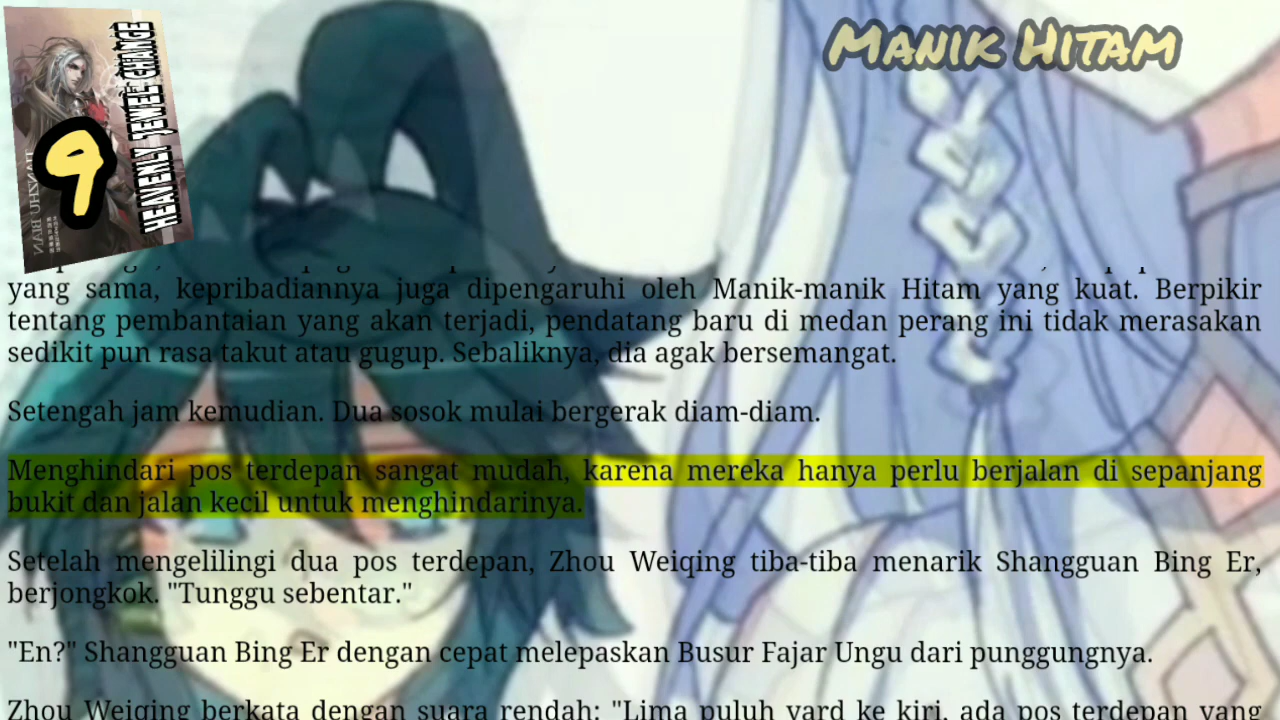 Manik Hitam
HEAVENLY JEWEL CHANGE
9
yang sama, kepribadiannya juga dipengaruhi oleh Manik-manik Hitam yang kuat. Berpikir
tentang pembantaian yang akan terjadi, pendatang baru di medan perang ini tidak merasakan
sedikit pun rasa takut atau gugup. Sebaliknya, dia agak bersemangat.
Setengah jam kemudian. Dua sosok mulai bergerak diam-diam.
Menghindari pos terdepan sangat mudah, karena mereka hanya perlu berjalan di sepanjang
bukit dan jalan kecil untuk menghindarinya.
Setelah mengelilingi dua pos terdepan, Zhou Weiqing tiba-tiba menarik Shangguan Bing Er,
berjongkok. "Tunggu sebentar."
"En?" Shangguan Bing Er dengan cepat melepaskan Busur Fajar Ungu dari punggungnya.
Zhou Weiqing berkata dengan suara rendah: "Lima puluh yard ke kiri, ada pos terdepan yang